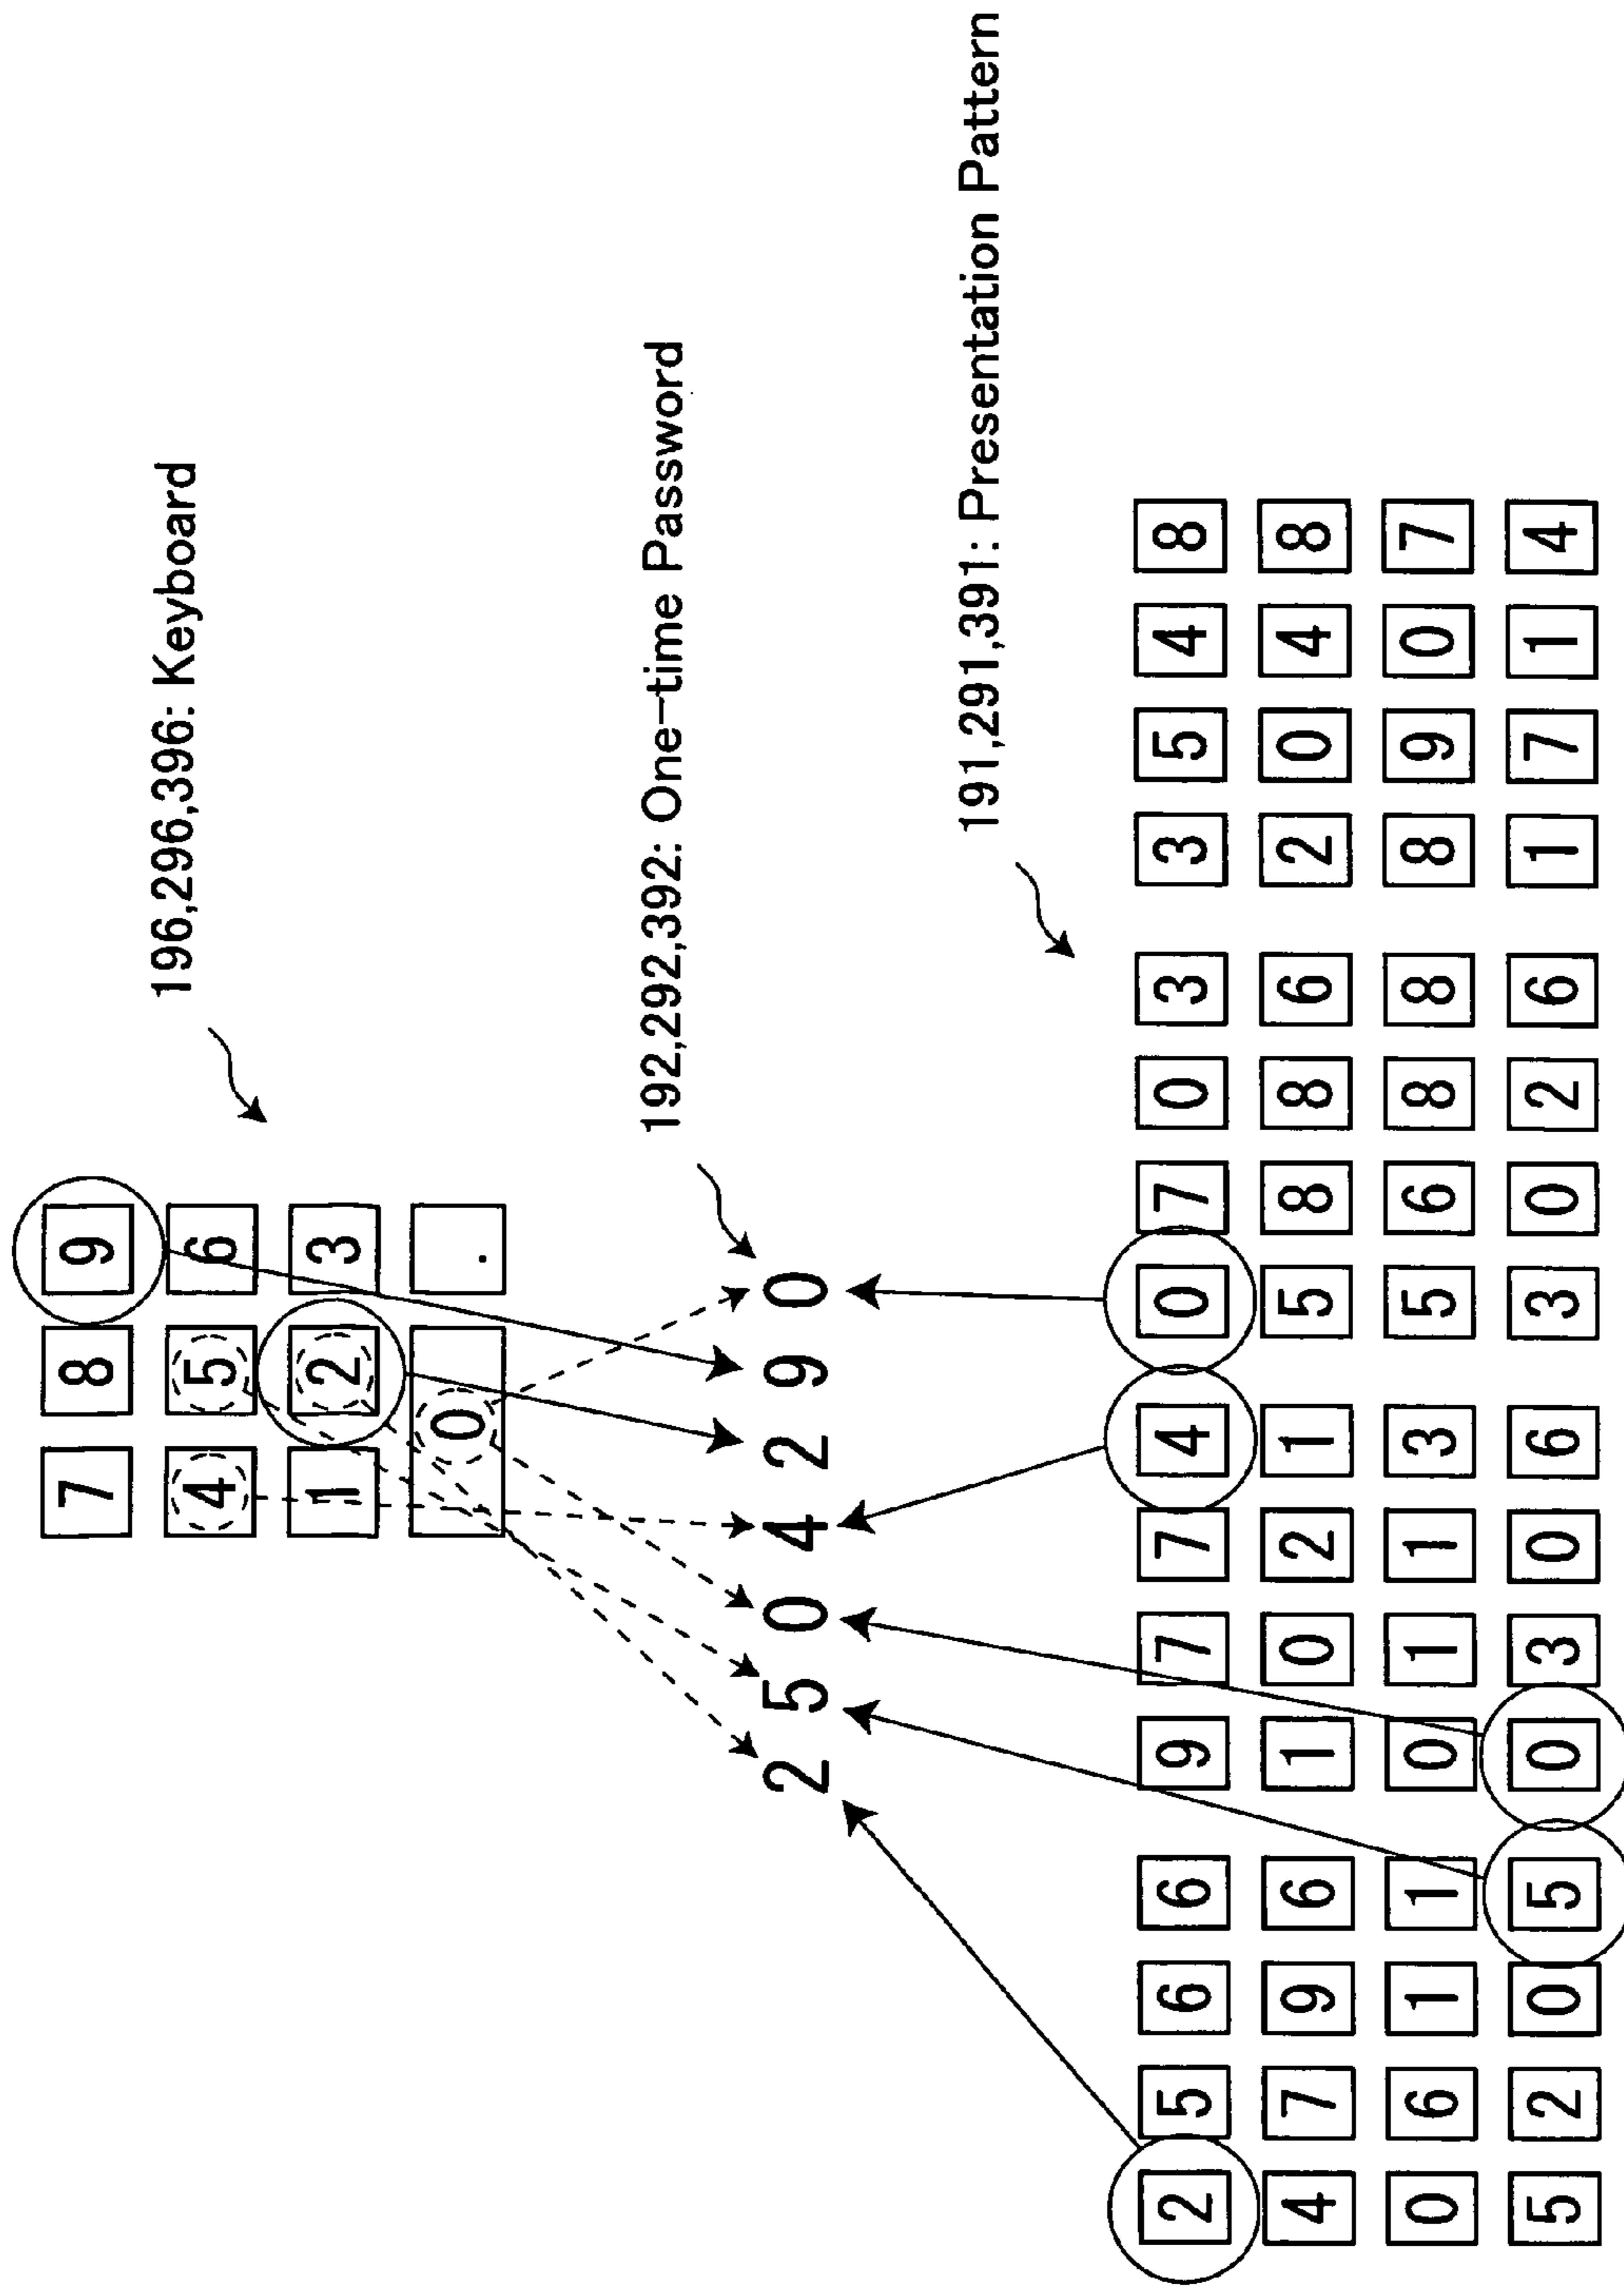 7 8 9
196,296,396: Keyboard
4 5 6
1 2 3
0 .
192,292,392: One-time Password
2 5 0 4 2 9 0
191,291,391: Presentation Pattern
2 5 6 6 9 7 7 4 0 7 0 3 3 5 4 8
4 7 9 6 1 0 2 1 5 8 8 6 2 0 4 8
0 6 1 1 0 1 1 3 5 6 8 8 8 9 0 7
5 2 0 5 0 3 0 6 3 0 2 6 1 7 1 4